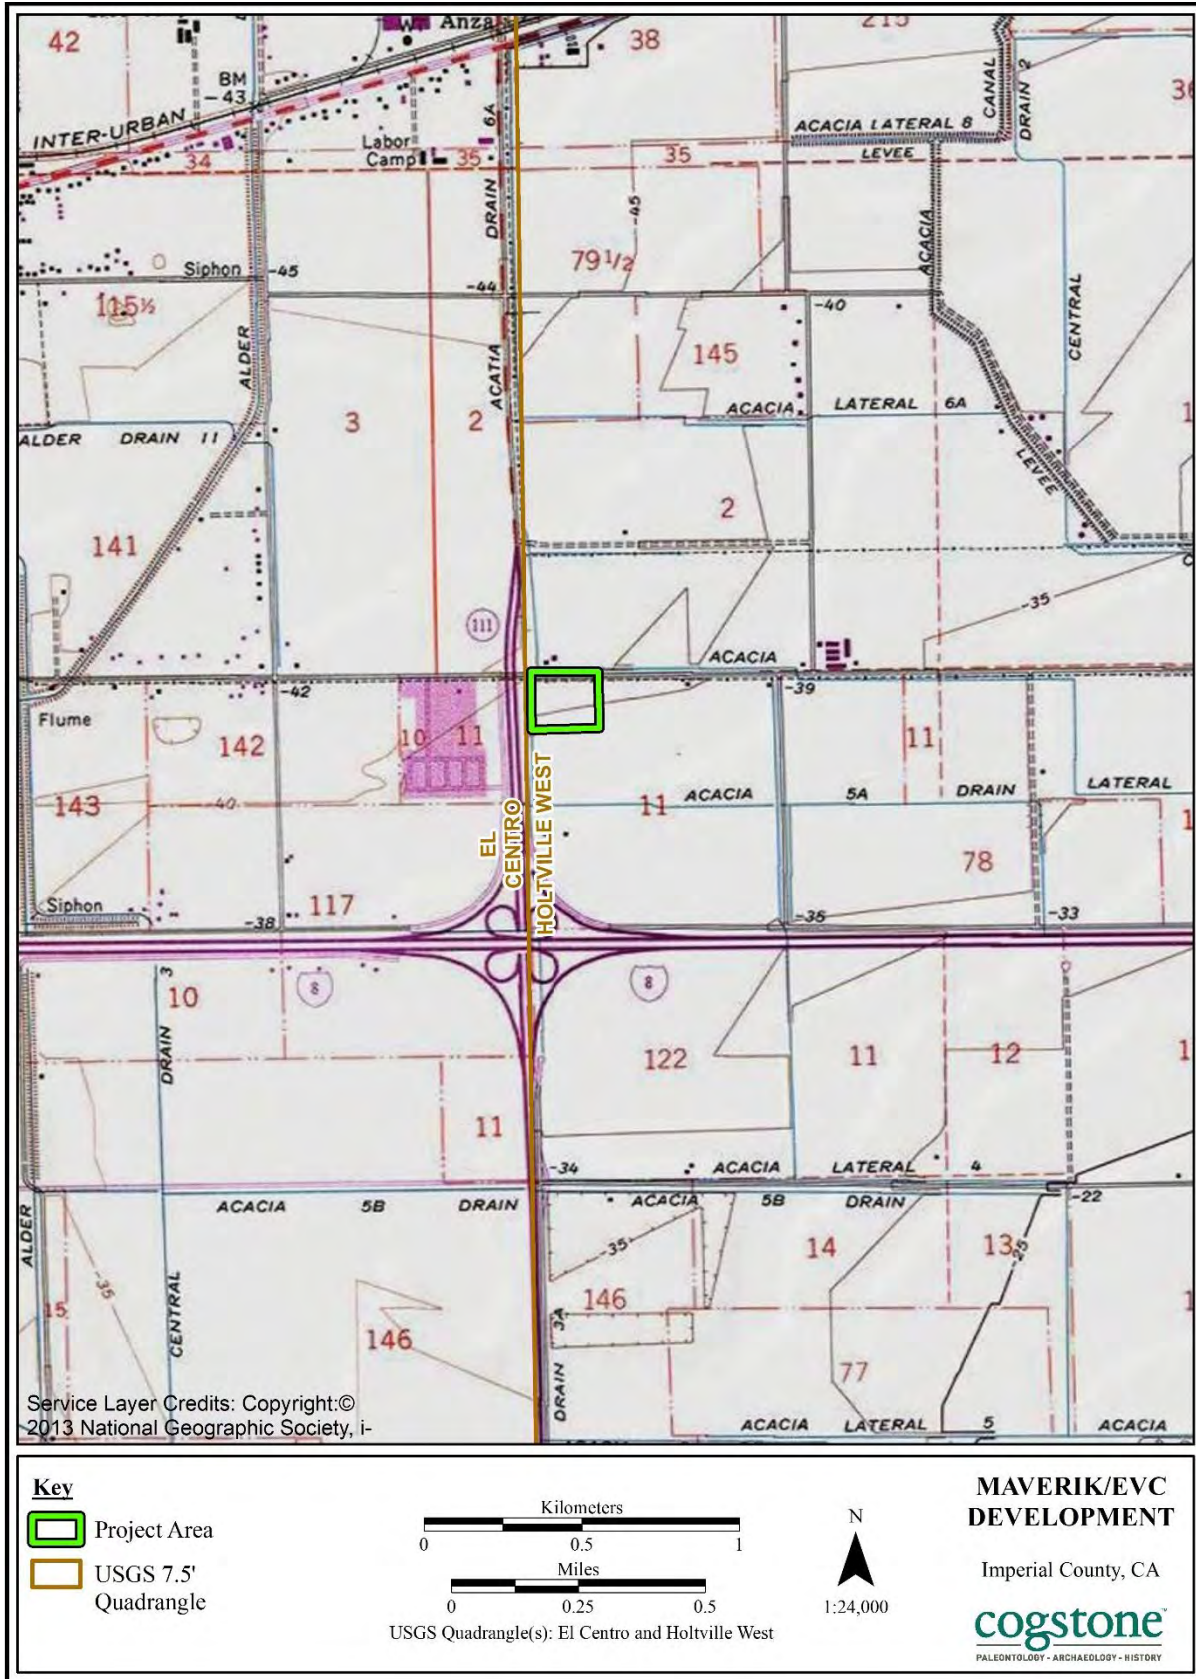 42
W
Anza
38
215
BM
-43
6A
CANAL
DRAIN 2
36
INTER-URBAN
Labor
Camp
ACACIA LATERAL 8
LEVEE
34
35
35
DRAIN
-45
ACACIA
Siphon
-45
79 1/2
-44
115½
-40
CENTRAL
ALDER
ACATIA
145
ACACIA
LATERAL 6A
3
2
ALDER DRAIN 11
LEVEE
2
141
-35
111
ACACIA
-42
-39
Flume
142
10
11
11
143
-40
EL
CENTRO
HOLTVILLE WEST
11
ACACIA 5A DRAIN
LATERAL
78
Siphon
117
-38
-35
-33
3
10
8
8
DRAIN
122
11
12
1
11
-34
ACACIA LATERAL 4
ACACIA 5B DRAIN
ACACIA 5B DRAIN
-22
ALDER
-35
14
13
-25
-35
15
CENTRAL
146
146
3A
77
DRAIN
ACACIA LATERAL 5
ACACIA
Service Layer Credits: Copyright:©
2013 National Geographic Society, i-
Key
Project Area
USGS 7.5'
Quadrangle
Kilometers
0 0.5 1
Miles
0 0.25 0.5
USGS Quadrangle(s): El Centro and Holtville West
N
1:24,000
MAVERIK/EVC
DEVELOPMENT
Imperial County, CA
cogstone™
PALEONTOLOGY - ARCHAEOLOGY - HISTORY